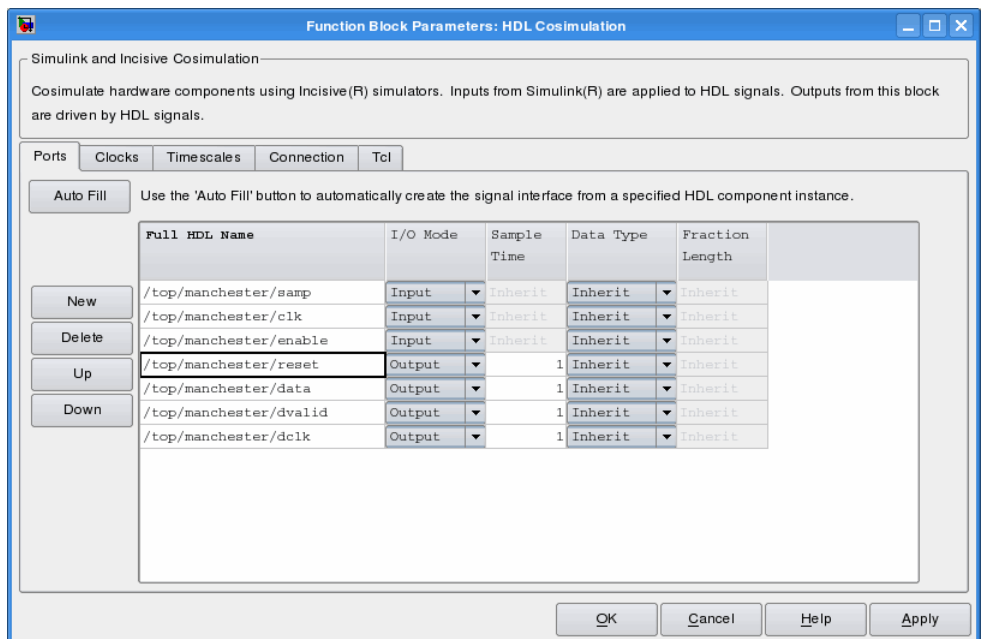 Function Block Parameters: HDL Cosimulation
Simulink and Incisive Cosimulation
Cosimulate hardware components using Incisive(R) simulators. Inputs from Simulink(R) are applied to HDL signals. Outputs from this block
are driven by HDL signals.
Ports Clocks Timescales Connection Tcl
Auto Fill Use the 'Auto Fill' button to automatically create the signal interface from a specified HDL component instance.
Full HDL Name I/O Mode Sample Time Data Type Fraction Length
/top/manchester/samp Input Inherit Inherit Inherit
/top/manchester/clk Input Inherit Inherit Inherit
/top/manchester/enable Input Inherit Inherit Inherit
/top/manchester/reset Output 1 Inherit Inherit
/top/manchester/data Output 1 Inherit Inherit
/top/manchester/dvalid Output 1 Inherit Inherit
/top/manchester/dclk Output 1 Inherit Inherit
New
Delete
Up
Down
OK Cancel Help Apply